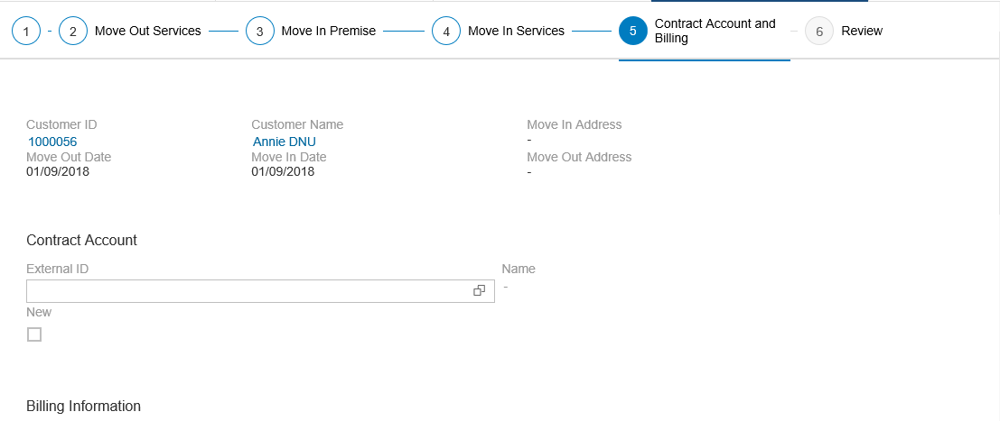 1 - 2 Move Out Services 3 Move In Premise 4 Move In Services 5 Contract Account and Billing 6 Review
Customer ID Customer Name Move In Address
1000056 Annie DNU -
Move Out Date Move In Date Move Out Address
01/09/2018 01/09/2018 -
Contract Account
External ID Name
-
New
Billing Information